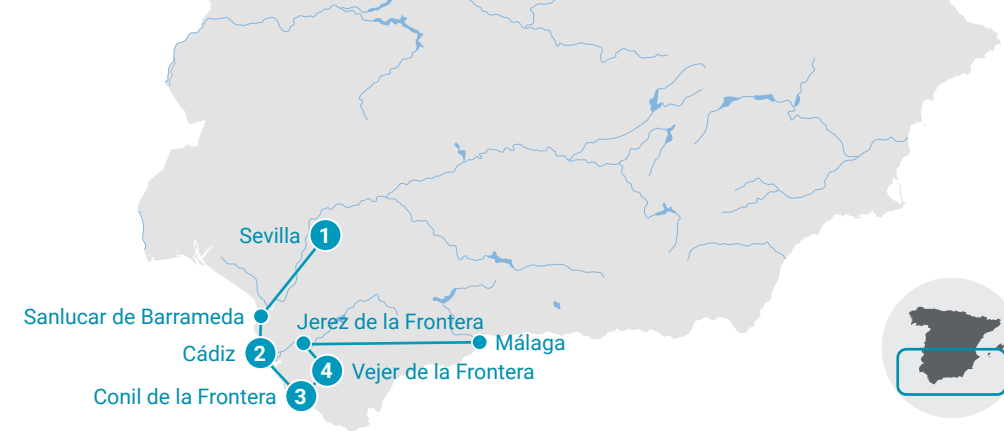 Sevilla 1
Sanlucar de Barrameda
Jerez de la Frontera
Málaga
Cádiz 2
4 Vejer de la Frontera
Conil de la Frontera 3